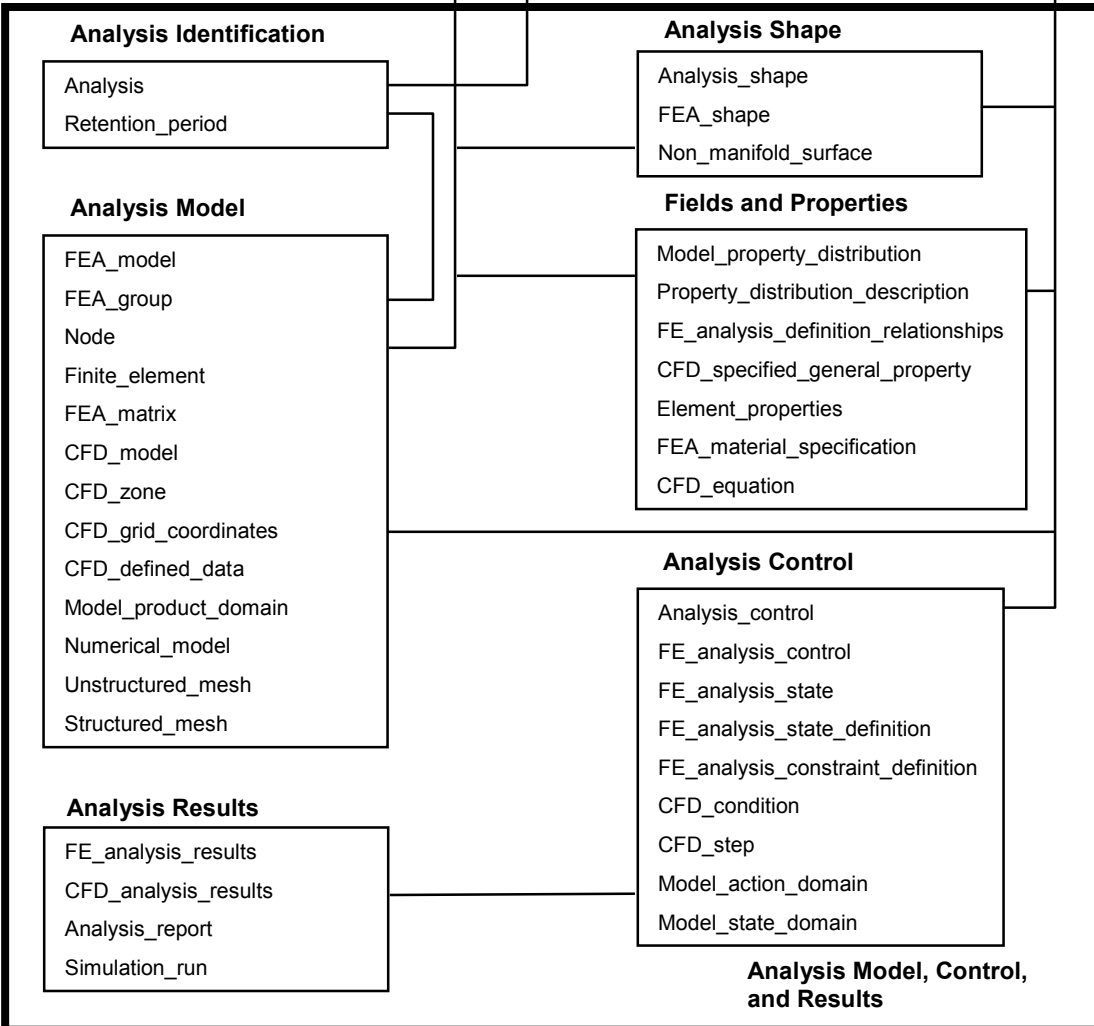 Analysis Identification
Analysis
Retention_period
Analysis Model
FEA_model
FEA_group
Node
Finite_element
FEA_matrix
CFD_model
CFD_zone
CFD_grid_coordinates
CFD_defined_data
Model_product_domain
Numerical_model
Unstructured_mesh
Structured_mesh
Analysis Results
FE_analysis_results
CFD_analysis_results
Analysis_report
Simulation_run
Analysis Shape
Analysis_shape
FEA_shape
Non_manifold_surface
Fields and Properties
Model_property_distribution
Property_distribution_description
FE_analysis_definition_relationships
CFD_specified_general_property
Element_properties
FEA_material_specification
CFD_equation
Analysis Control
Analysis_control
FE_analysis_control
FE_analysis_state
FE_analysis_state_definition
FE_analysis_constraint_definition
CFD_condition
CFD_step
Model_action_domain
Model_state_domain
Analysis Model, Control,
and Results